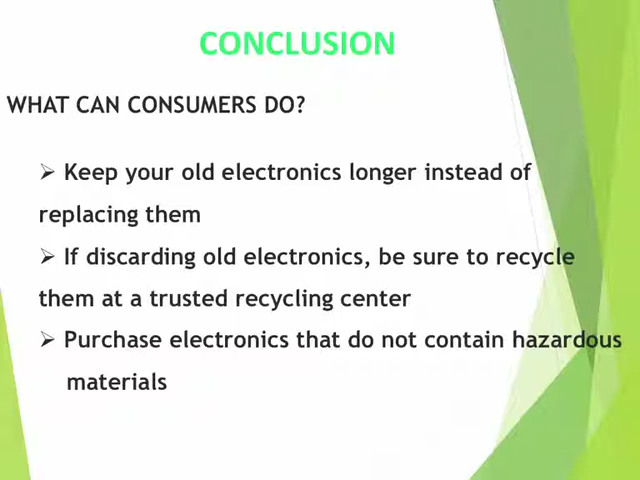 CONCLUSION
WHAT CAN CONSUMERS DO?
➢ Keep your old electronics longer instead of
replacing them
➢ If discarding old electronics, be sure to recycle
them at a trusted recycling center
➢ Purchase electronics that do not contain hazardous
materials